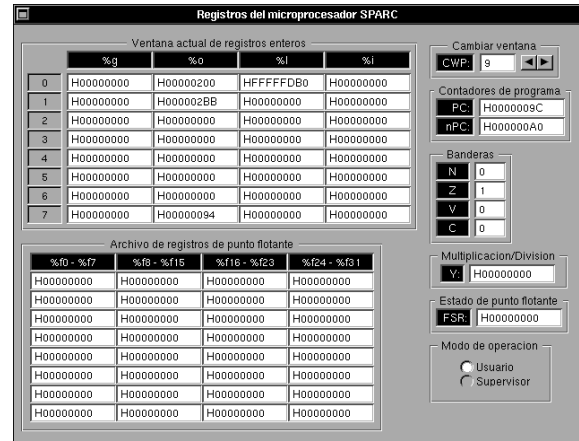 Registros del microprocesador SPARC
Ventana actual de registros enteros
%g %o %l %i
0 H00000000 H00000200 HFFFFFDB0 H00000000
1 H00000000 H000002BB H00000000 H00000000
2 H00000000 H00000000 H00000000 H00000000
3 H00000000 H00000000 H00000000 H00000000
4 H00000000 H00000000 H00000000 H00000000
5 H00000000 H00000000 H00000000 H00000000
6 H00000000 H00000000 H00000000 H00000000
7 H00000000 H00000094 H00000000 H00000000
Archivo de registros de punto flotante
%f0 - %f7 %f8 - %f15 %f16 - %f23 %f24 - %f31
H00000000 H00000000 H00000000 H00000000
H00000000 H00000000 H00000000 H00000000
H00000000 H00000000 H00000000 H00000000
H00000000 H00000000 H00000000 H00000000
H00000000 H00000000 H00000000 H00000000
H00000000 H00000000 H00000000 H00000000
H00000000 H00000000 H00000000 H00000000
H00000000 H00000000 H00000000 H00000000
Cambiar ventana
CWP: 9
Contadores de programa
PC: H0000009C
nPC: H000000A0
Banderas
N 0
Z 1
V 0
C 0
Multiplicacion/Division
Y: H00000000
Estado de punto flotante
FSR: H00000000
Modo de operacion
Usuario
Supervisor